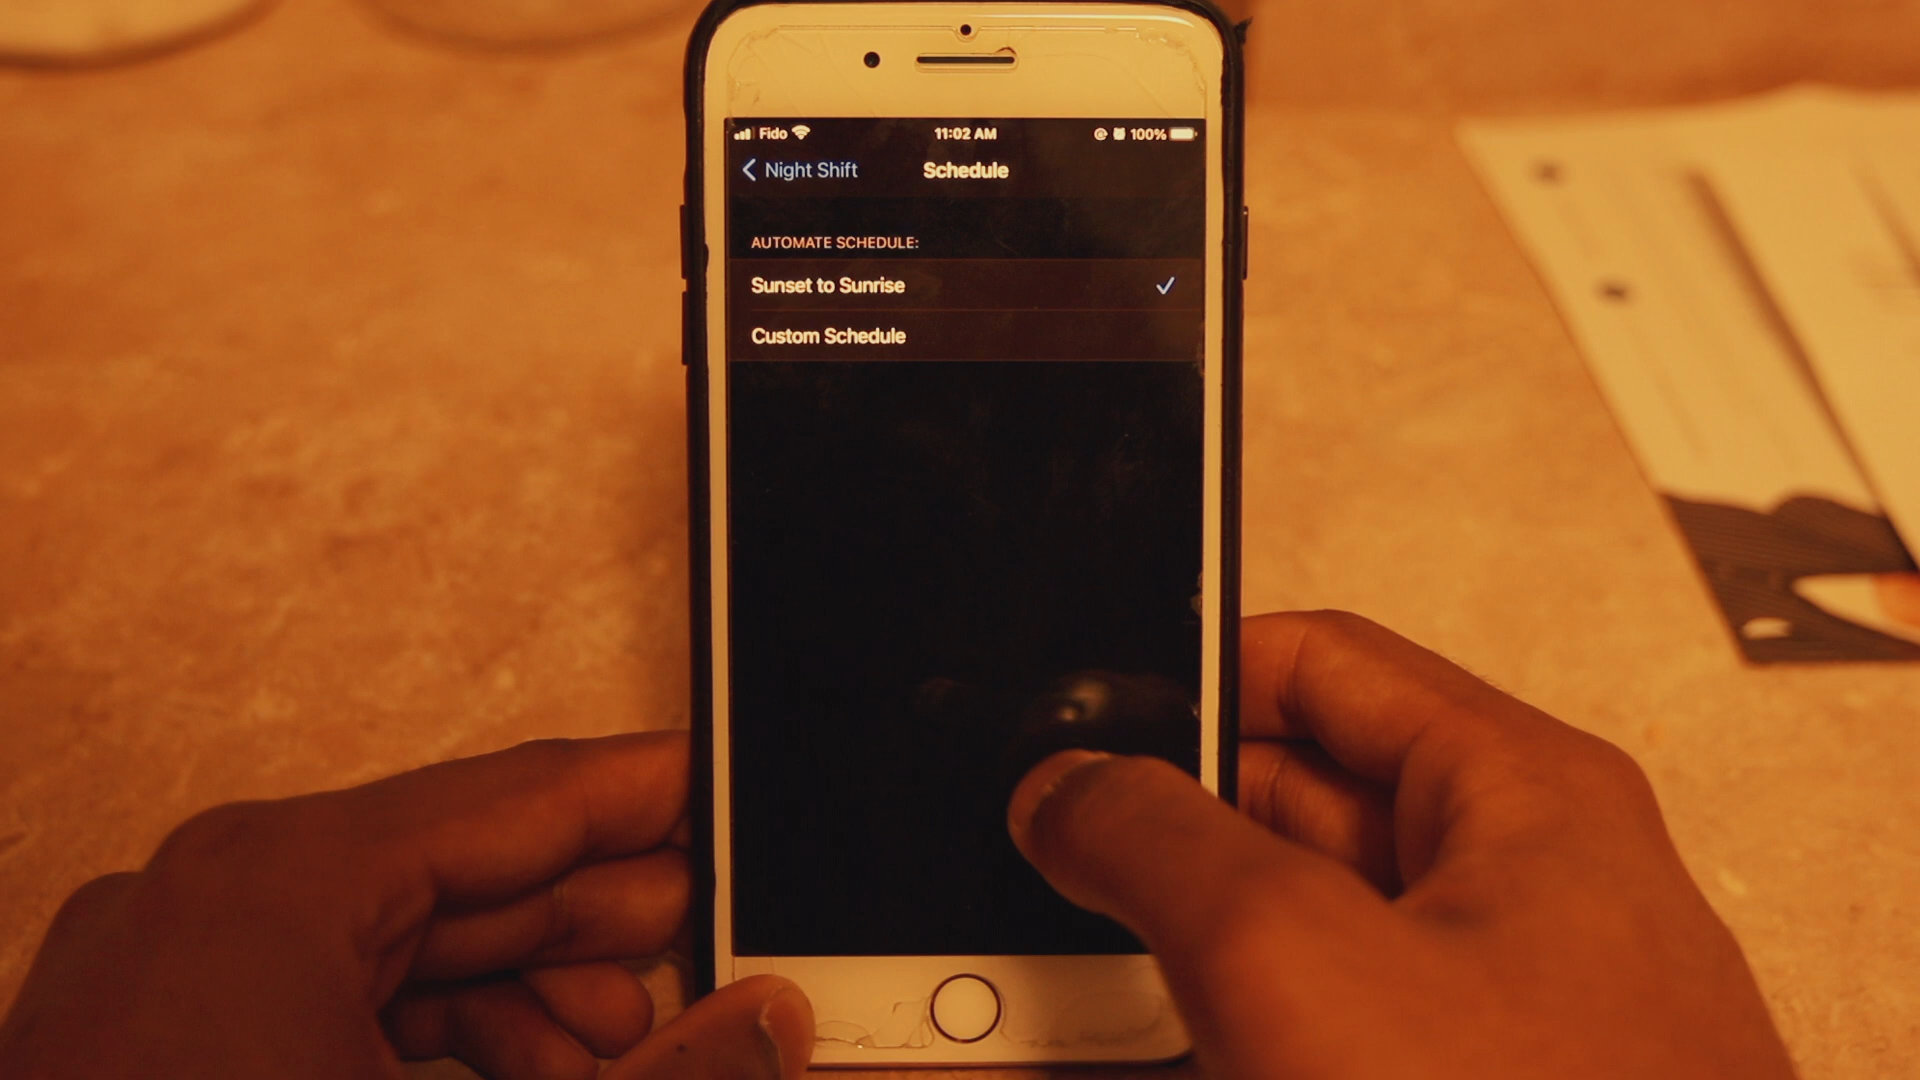 Fido 11:02 AM 100%
Night Shift Schedule
AUTOMATE SCHEDULE:
Sunset to Sunrise
Custom Schedule